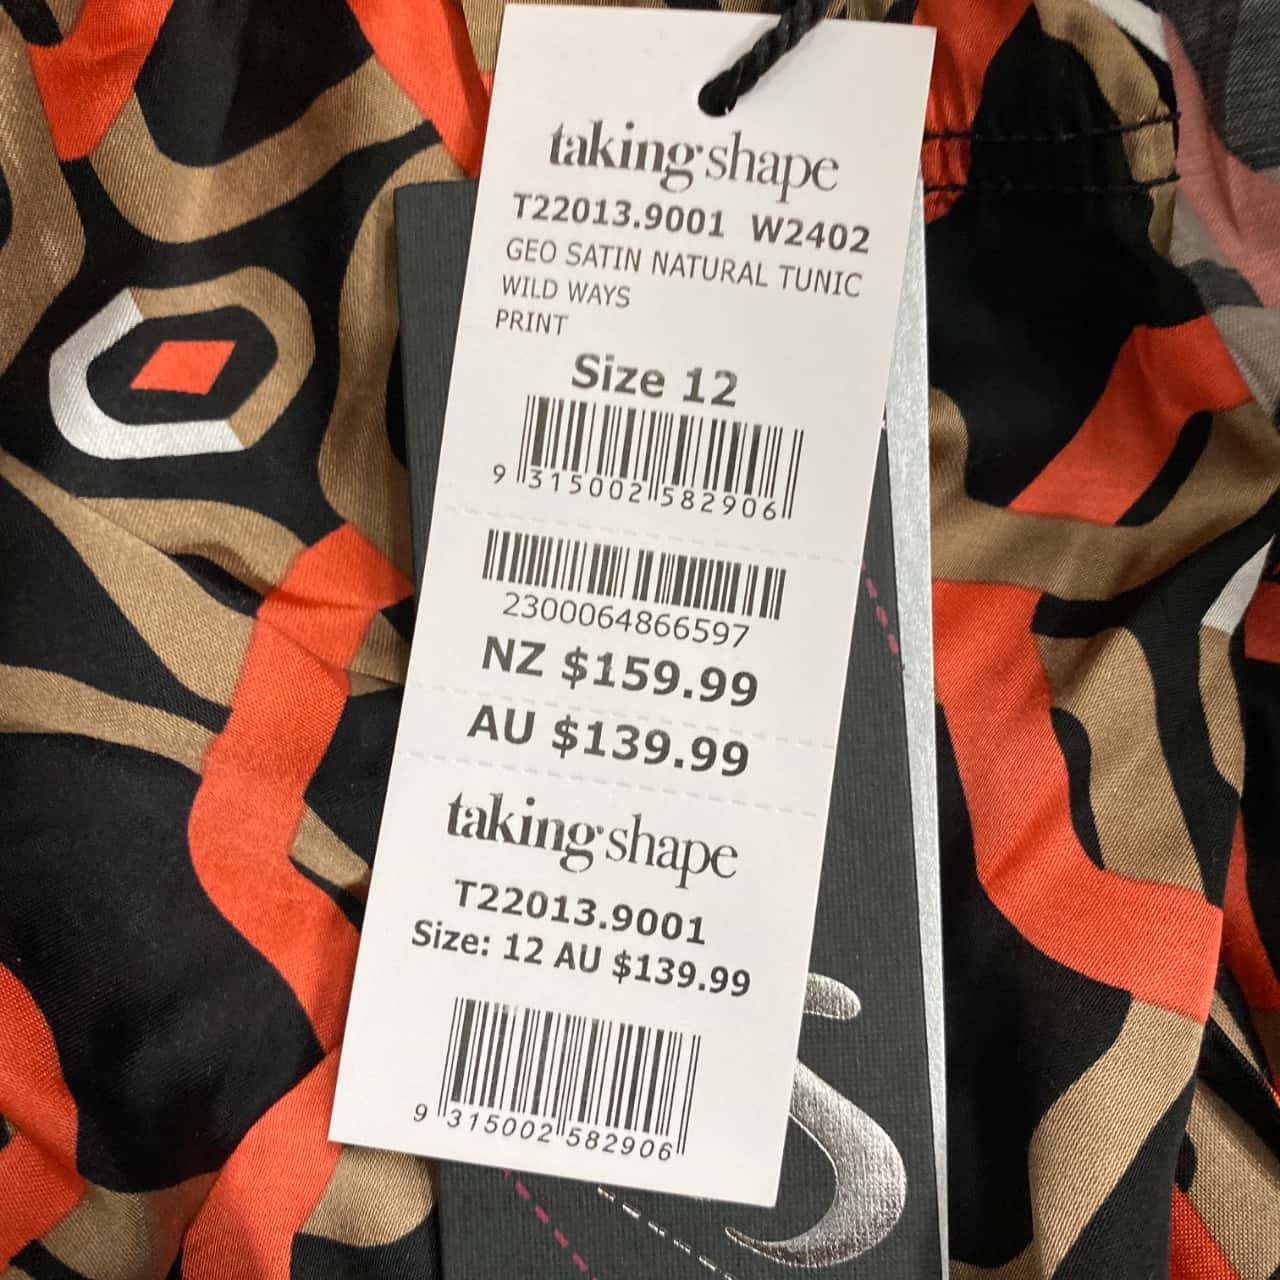 taking shape
T22013.9001 W2402
GEO SATIN NATURAL TUNIC
WILD WAYS
PRINT
Size 12
9 315002 582906
2300064866597
NZ $159.99
AU $139.99
taking shape
T22013.9001
Size: 12 AU $139.99
9 315002 582906